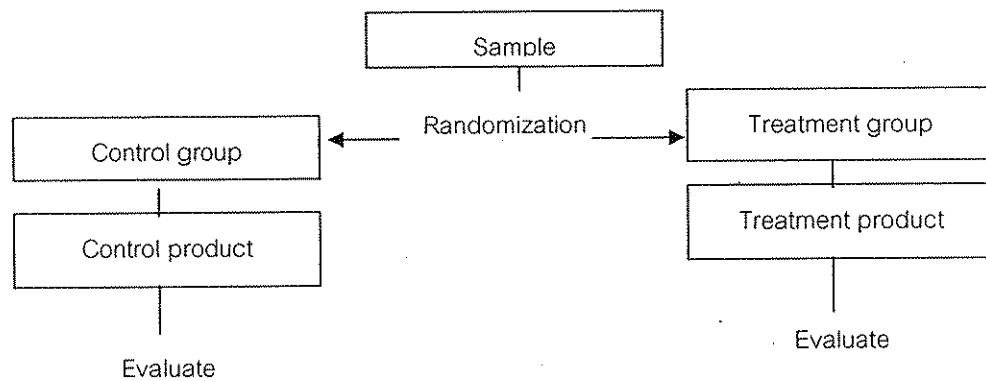 Sample
Randomization
Control group
Treatment group
Control product
Treatment product
Evaluate
Evaluate